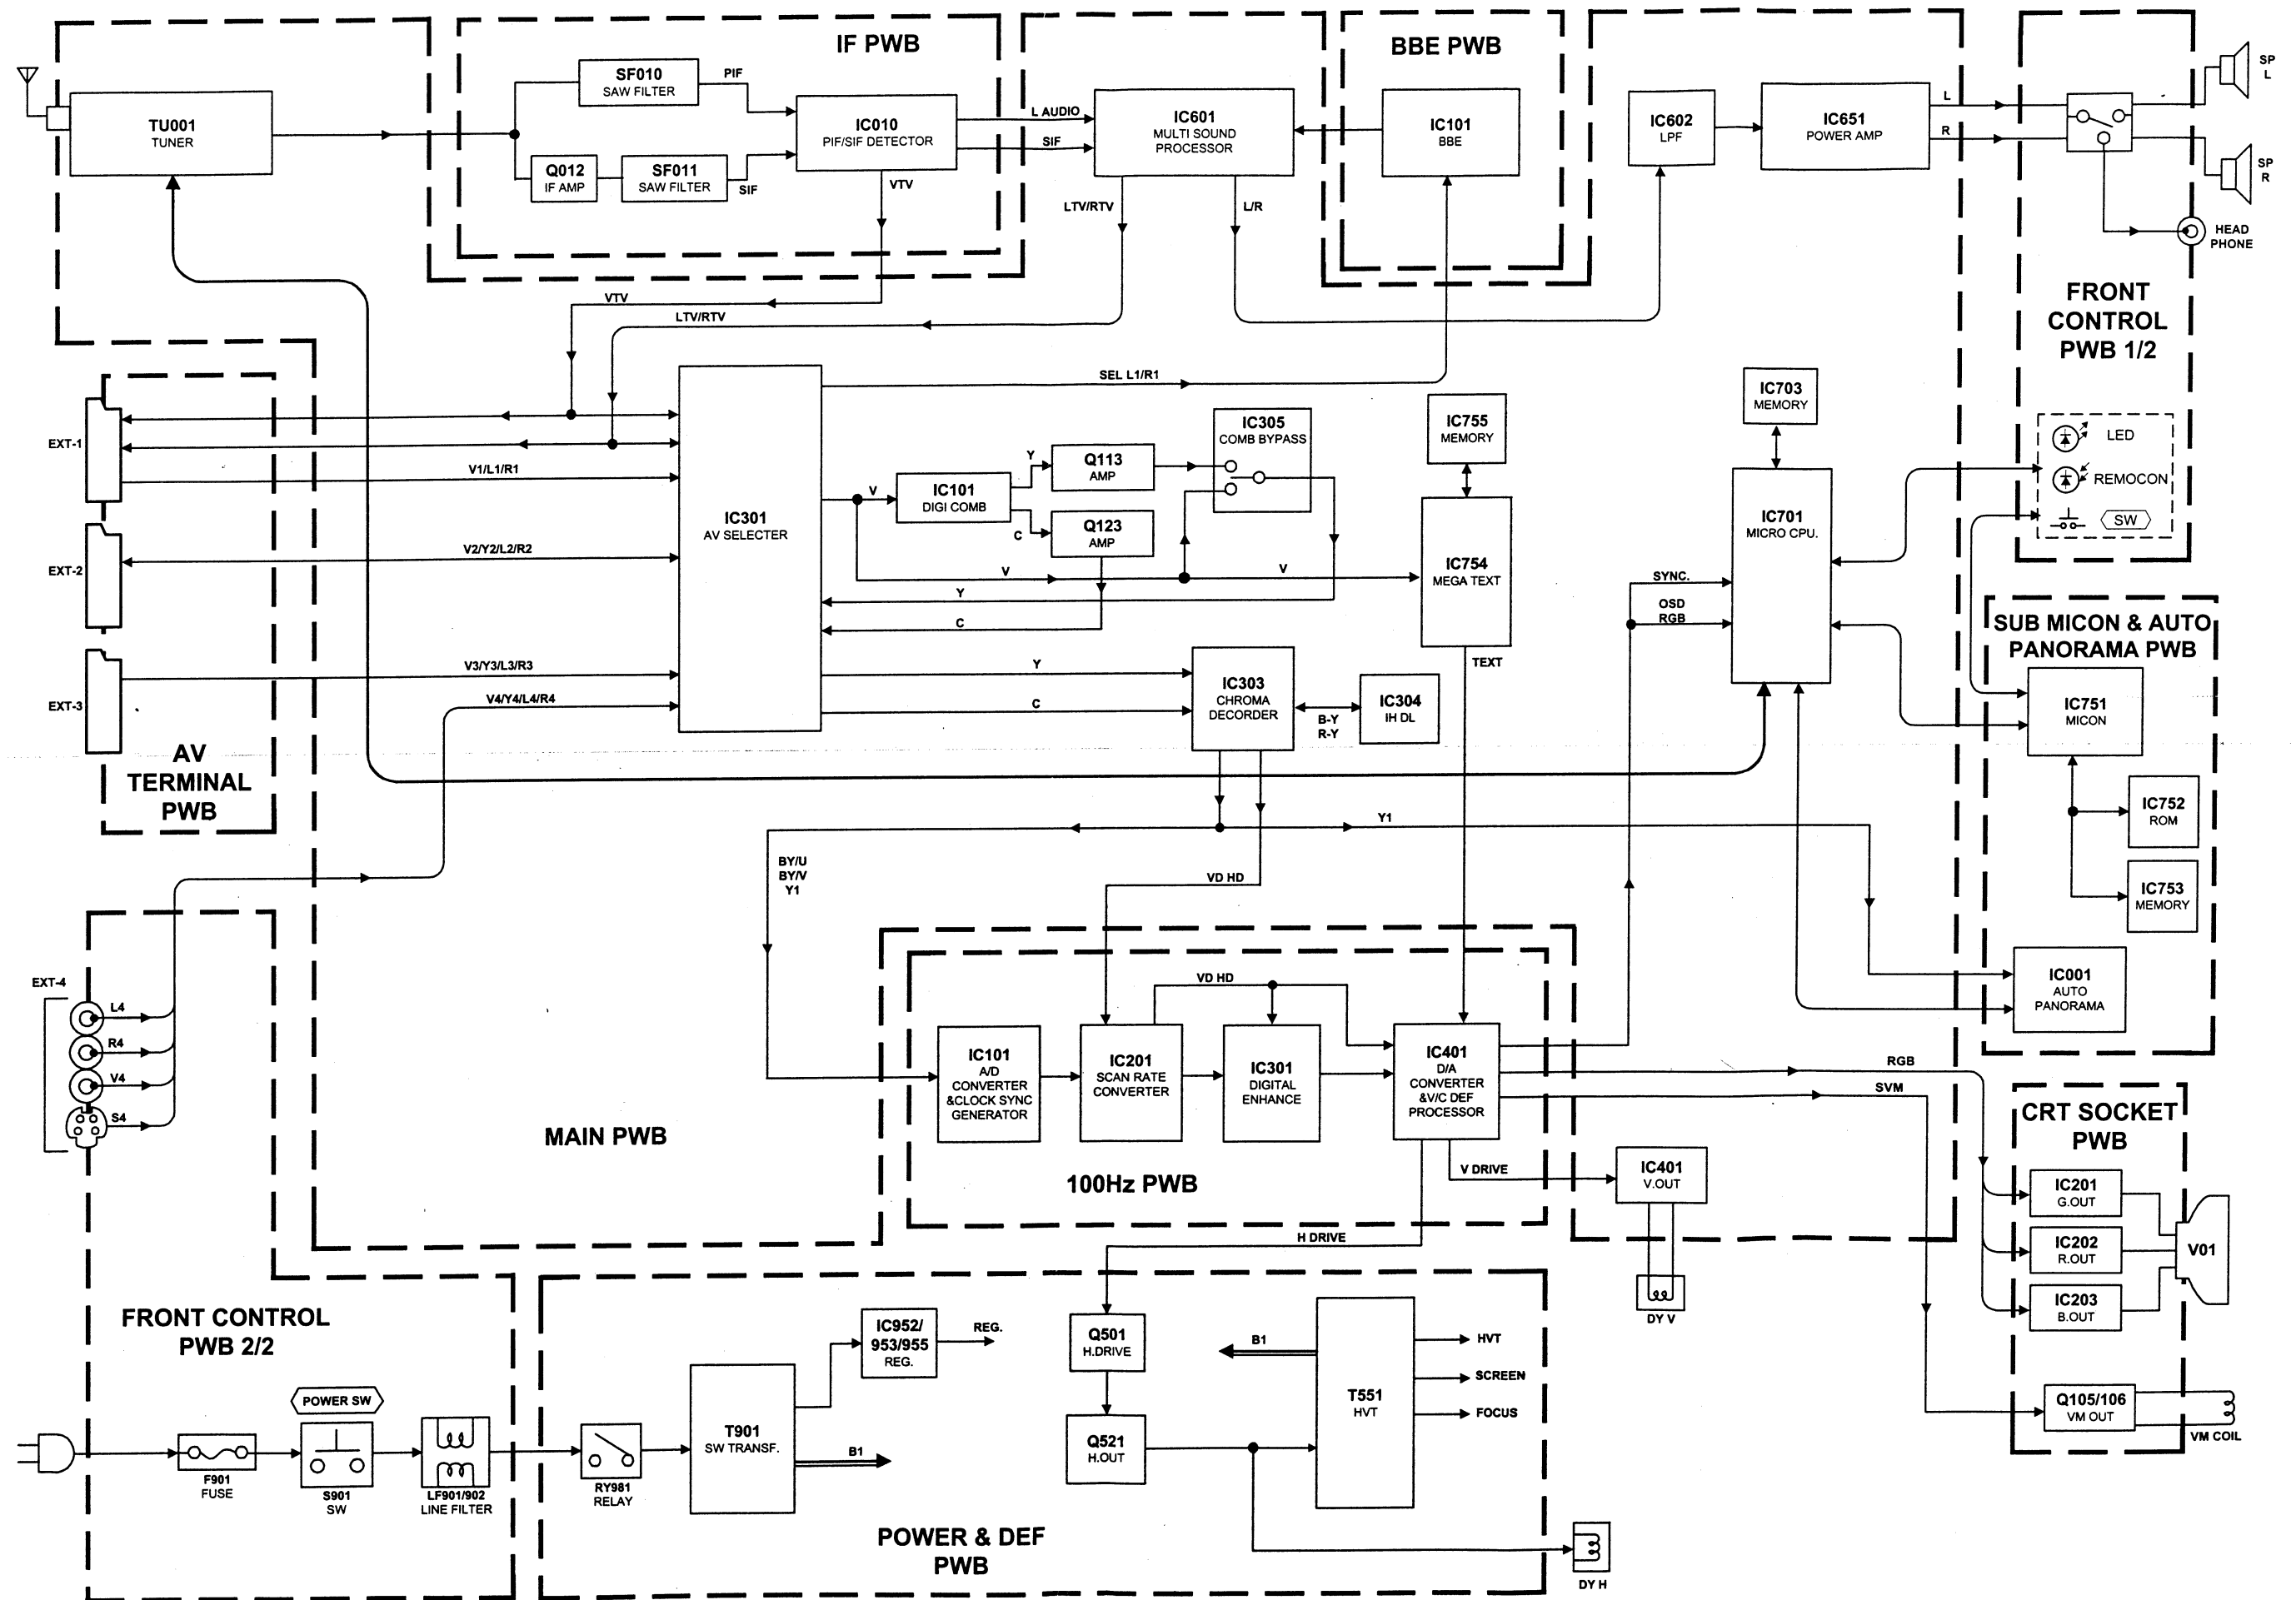 IF PWB
BBE PWB
TU001
TUNER
SF010
SAW FILTER
PIF
Q012
IF AMP
SF011
SAW FILTER
SIF
IC010
PIF/SIF DETECTOR
VTV
L AUDIO
SIF
IC601
MULTI SOUND
PROCESSOR
LTV/RTV
L/R
IC101
BBE
IC602
LPF
IC651
POWER AMP
L
R
SP
L
SP
R
HEAD
PHONE
FRONT
CONTROL
PWB 1/2
LED
REMOCON
SW
VTV
LTV/RTV
SEL L1/R1
EXT-1
V1/L1/R1
EXT-2
V2/Y2/L2/R2
EXT-3
V3/Y3/L3/R3
V4/Y4/L4/R4
AV
TERMINAL
PWB
IC301
AV SELECTER
V
IC101
DIGI COMB
Y
C
Q113
AMP
Q123
AMP
IC305
COMB BYPASS
V
V
Y
C
IC755
MEMORY
IC754
MEGA TEXT
TEXT
IC703
MEMORY
IC701
MICRO CPU.
SYNC.
OSD
RGB
SUB MICON & AUTO
PANORAMA PWB
IC751
MICON
IC752
ROM
IC753
MEMORY
IC001
AUTO
PANORAMA
Y
C
IC303
CHROMA
DECORDER
B-Y
R-Y
IC304
IH DL
Y1
BY/U
BY/V
Y1
VD HD
EXT-4
L4
R4
V4
S4
MAIN PWB
VD HD
IC101
A/D
CONVERTER
&CLOCK SYNC
GENERATOR
IC201
SCAN RATE
CONVERTER
IC301
DIGITAL
ENHANCE
IC401
D/A
CONVERTER
&V/C DEF
PROCESSOR
100Hz PWB
RGB
SVM
V DRIVE
IC401
V.OUT
DY V
H DRIVE
CRT SOCKET
PWB
IC201
G.OUT
IC202
R.OUT
IC203
B.OUT
V01
Q105/106
VM OUT
VM COIL
FRONT CONTROL
PWB 2/2
POWER SW
F901
FUSE
S901
SW
LF901/902
LINE FILTER
RY981
RELAY
T901
SW TRANSF.
IC952/
953/955
REG.
REG.
B1
Q501
H.DRIVE
Q521
H.OUT
B1
T551
HVT
HVT
SCREEN
FOCUS
POWER & DEF
PWB
DY H